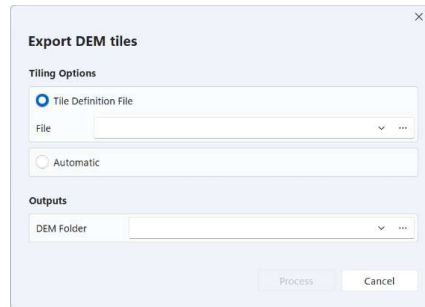 Export DEM tiles
Tiling Options
Tile Definition File
File
Automatic
Outputs
DEM Folder
Process Cancel